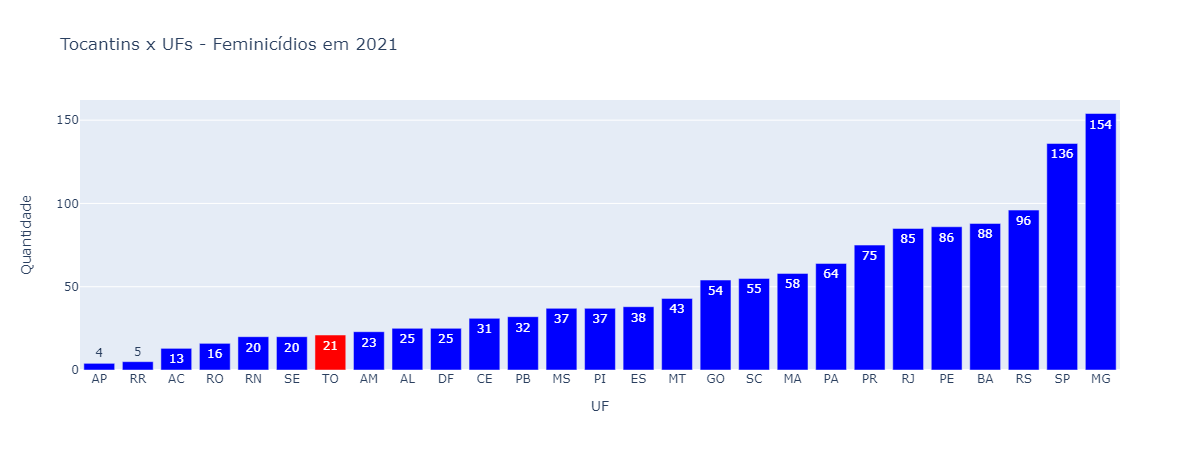 Tocantins x UFs - Feminicídios em 2021
Quantidade
150
100
50
0
4 5 13 16 20 20 21 23 25 25 31 32 37 37 38 43 54 55 58 64 75 85 86 88 96 136 154
AP RR AC RO RN SE TO AM AL DF CE PB MS PI ES MT GO SC MA PA PR RJ PE BA RS SP MG
UF